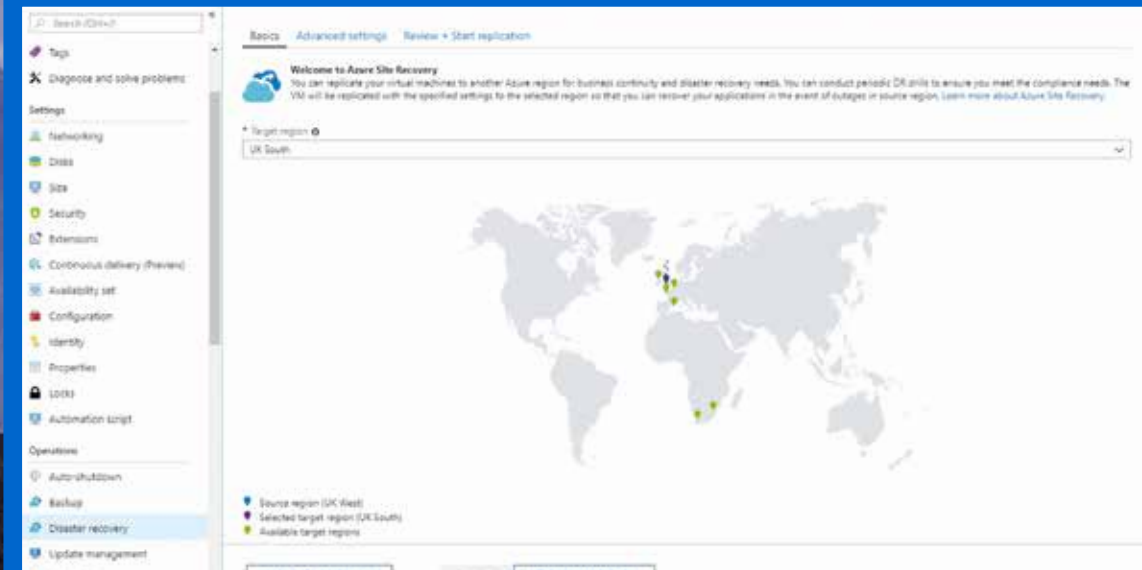 Search (Ctrl+/)
Tags
Diagnose and solve problems
Settings
Networking
Disks
Size
Security
Extensions
Continuous delivery (Preview)
Availability set
Configuration
Identity
Properties
Locks
Automation script
Operations
Auto-shutdown
Backup
Disaster recovery
Update management
Basics Advanced settings Review + Start replication
Welcome to Azure Site Recovery
You can replicate your virtual machines to another Azure region for business continuity and disaster recovery needs. You can conduct periodic DR drills to ensure you meet the compliance needs. The
VM will be replicated with the specified settings to the selected region so that you can recover your applications in the event of outages in source region. Learn more about Azure Site Recovery.
* Target region
UK South
Source region (UK West)
Selected target region (UK South)
Available target regions